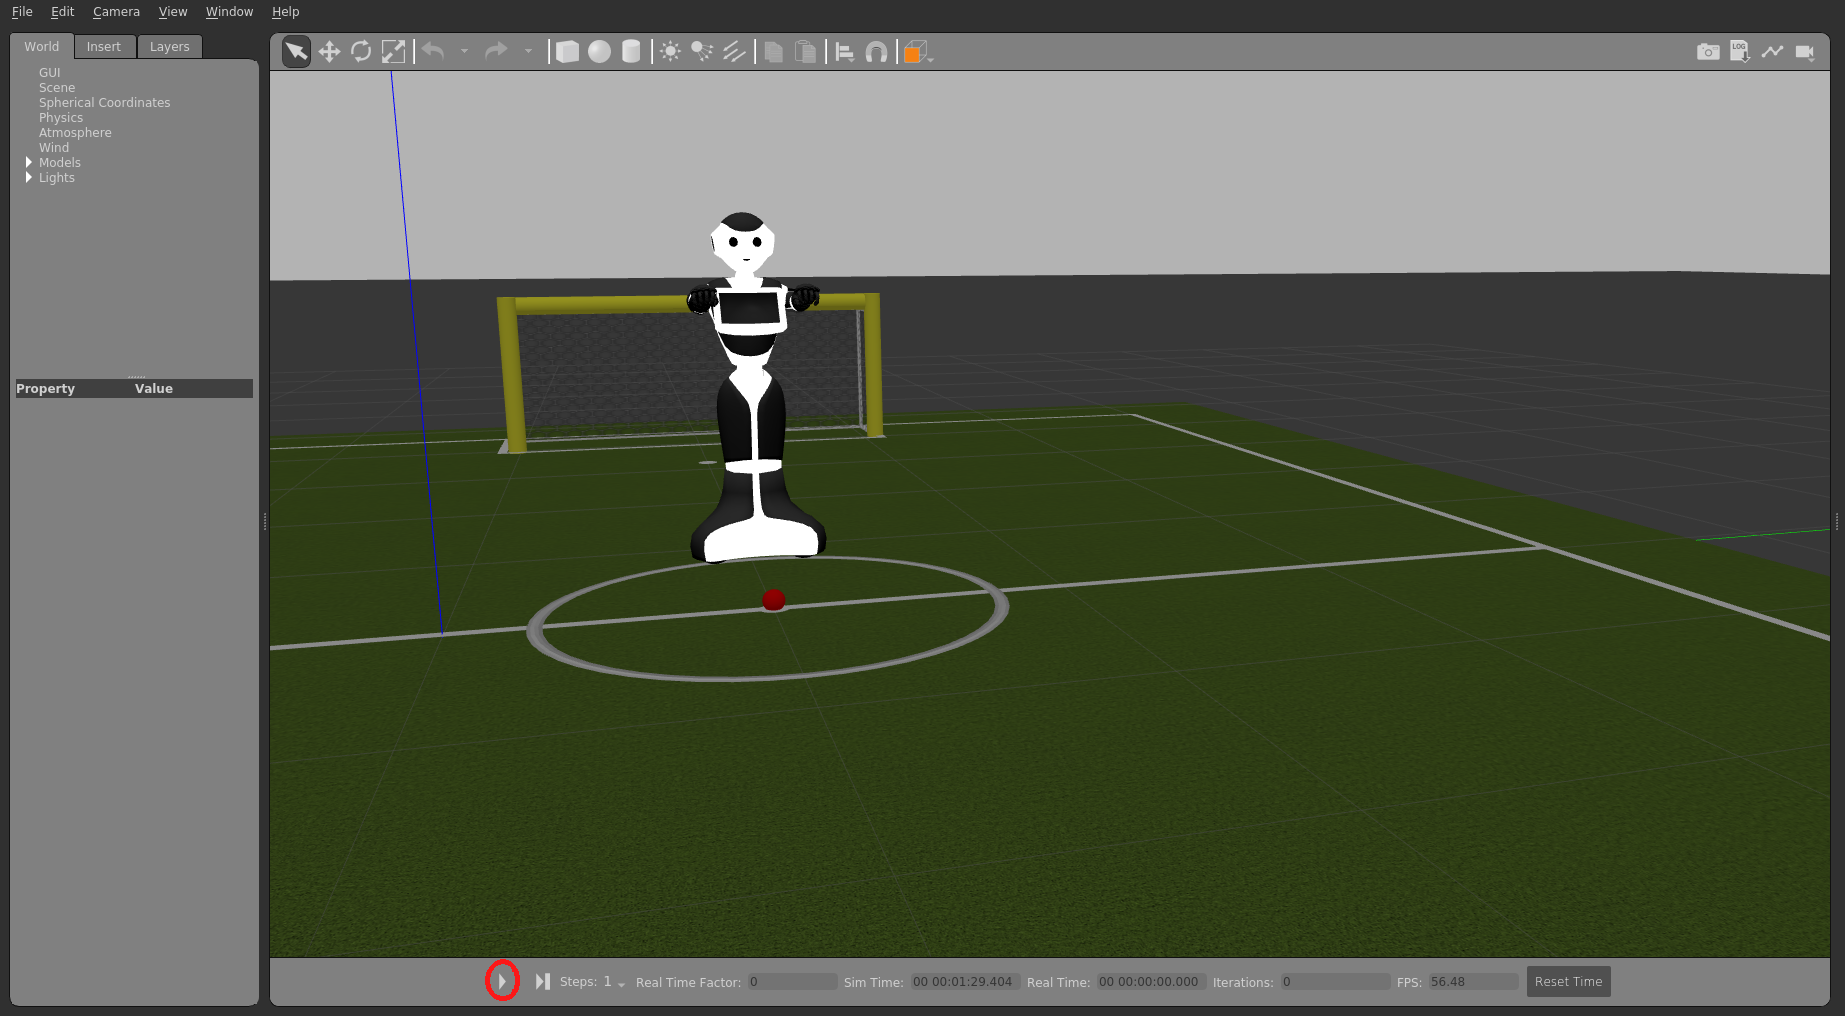 File Edit Camera View Window Help
World Insert Layers
GUI
Scene
Spherical Coordinates
Physics
Atmosphere
Wind
Models
Lights
Property Value
LOG
Steps: 1 Real Time Factor: 0 Sim Time: 00 00:01:29.404 Real Time: 00 00:00:00.000 Iterations: 0 FPS: 56.48 Reset Time